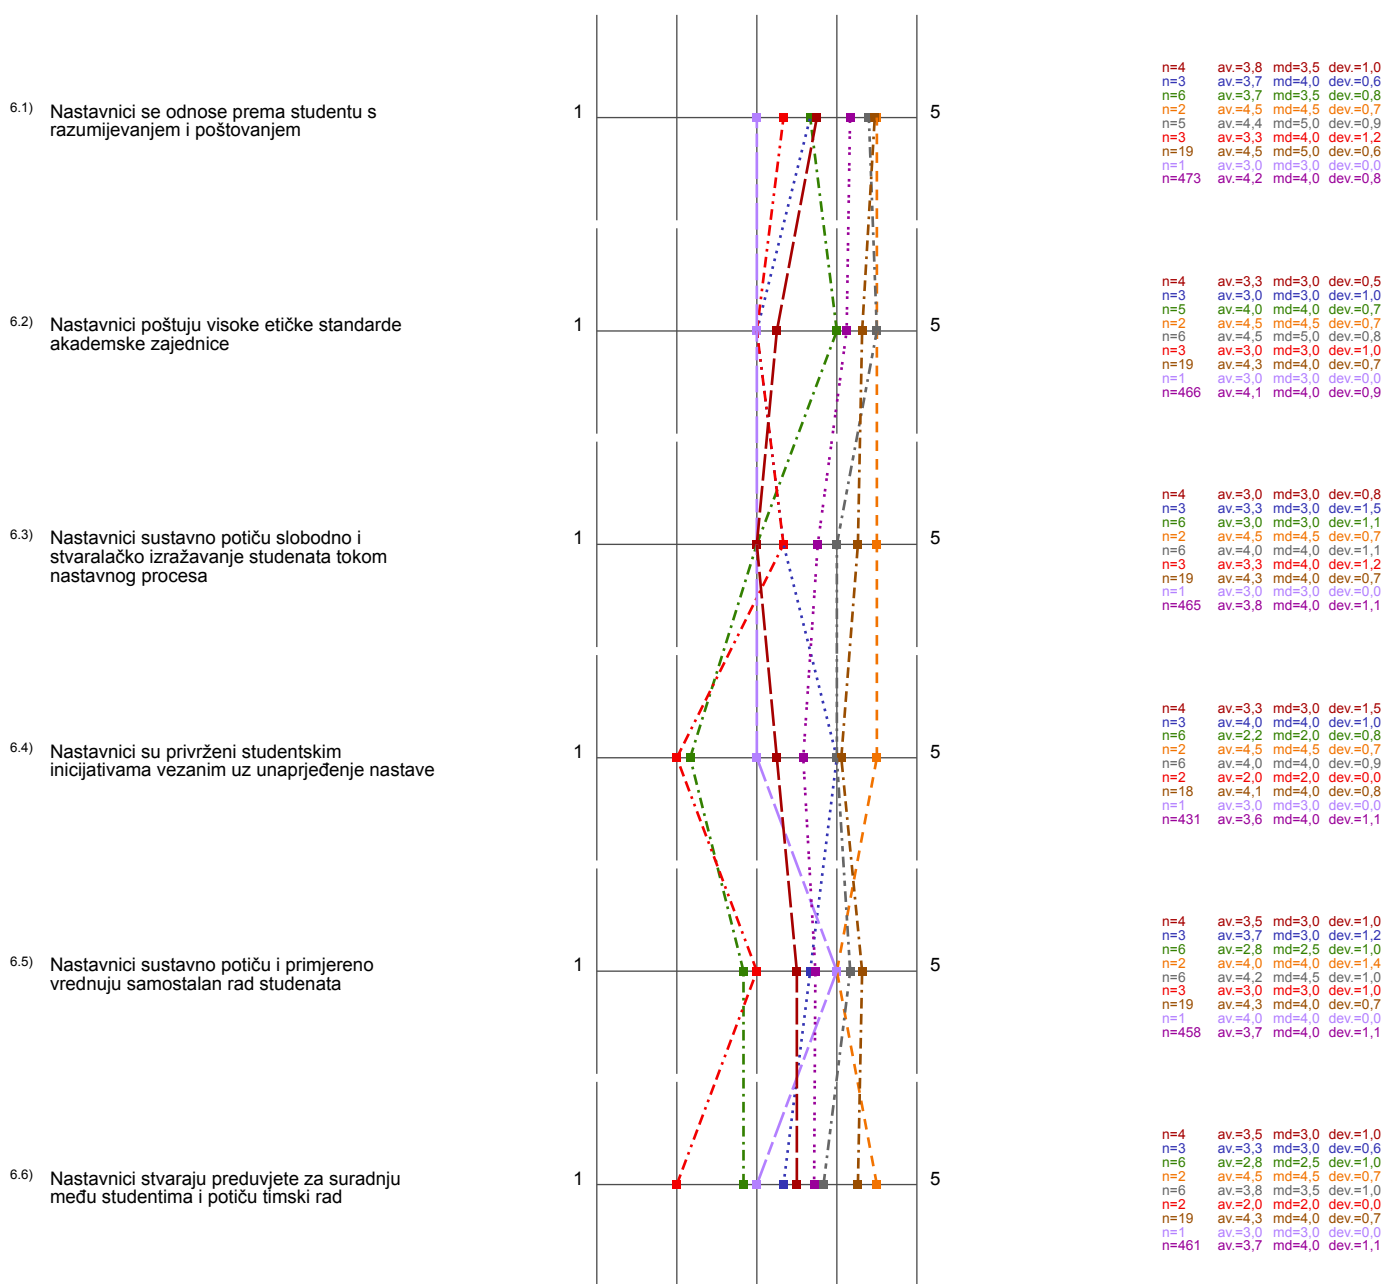 6.1) Nastavnici se odnose prema studentu s
razumijevanjem i poštovanjem
1 5
n=4 av.=3,8 md=3,5 dev.=1,0
n=3 av.=3,7 md=4,0 dev.=0,6
n=6 av.=3,7 md=3,5 dev.=0,8
n=2 av.=4,5 md=4,5 dev.=0,7
n=5 av.=4,4 md=5,0 dev.=0,9
n=3 av.=3,3 md=4,0 dev.=1,2
n=19 av.=4,5 md=5,0 dev.=0,6
n=1 av.=3,0 md=3,0 dev.=0,0
n=473 av.=4,2 md=4,0 dev.=0,8
6.2) Nastavnici poštuju visoke etičke standarde
akademske zajednice
1 5
n=4 av.=3,3 md=3,0 dev.=0,5
n=3 av.=3,0 md=3,0 dev.=1,0
n=5 av.=4,0 md=4,0 dev.=0,7
n=2 av.=4,5 md=4,5 dev.=0,7
n=6 av.=4,5 md=5,0 dev.=0,8
n=3 av.=3,0 md=3,0 dev.=1,0
n=19 av.=4,3 md=4,0 dev.=0,7
n=1 av.=3,0 md=3,0 dev.=0,0
n=466 av.=4,1 md=4,0 dev.=0,9
6.3) Nastavnici sustavno potiču slobodno i
stvaralačko izražavanje studenata tokom
nastavnog procesa
1 5
n=4 av.=3,0 md=3,0 dev.=0,8
n=3 av.=3,3 md=3,0 dev.=1,5
n=6 av.=3,0 md=3,0 dev.=1,1
n=2 av.=4,5 md=4,5 dev.=0,7
n=6 av.=4,0 md=4,0 dev.=1,1
n=3 av.=3,3 md=4,0 dev.=1,2
n=19 av.=4,3 md=4,0 dev.=0,7
n=1 av.=3,0 md=3,0 dev.=0,0
n=465 av.=3,8 md=4,0 dev.=1,1
6.4) Nastavnici su privrženi studentskim
inicijativama vezanim uz unaprjeđenje nastave
1 5
n=4 av.=3,3 md=3,0 dev.=1,5
n=3 av.=4,0 md=4,0 dev.=1,0
n=6 av.=2,2 md=2,0 dev.=0,8
n=2 av.=4,5 md=4,5 dev.=0,7
n=6 av.=4,0 md=4,0 dev.=0,9
n=2 av.=2,0 md=2,0 dev.=0,0
n=18 av.=4,1 md=4,0 dev.=0,8
n=1 av.=3,0 md=3,0 dev.=0,0
n=431 av.=3,6 md=4,0 dev.=1,1
6.5) Nastavnici sustavno potiču i primjereno
vrednuju samostalan rad studenata
1 5
n=4 av.=3,5 md=3,0 dev.=1,0
n=3 av.=3,7 md=3,0 dev.=1,2
n=6 av.=2,8 md=2,5 dev.=1,0
n=2 av.=4,0 md=4,0 dev.=1,4
n=6 av.=4,2 md=4,5 dev.=1,0
n=3 av.=3,0 md=3,0 dev.=1,0
n=19 av.=4,3 md=4,0 dev.=0,7
n=1 av.=4,0 md=4,0 dev.=0,0
n=458 av.=3,7 md=4,0 dev.=1,1
6.6) Nastavnici stvaraju preduvjete za suradnju
među studentima i potiču timski rad
1 5
n=4 av.=3,5 md=3,0 dev.=1,0
n=3 av.=3,3 md=3,0 dev.=0,6
n=6 av.=2,8 md=2,5 dev.=1,0
n=2 av.=4,5 md=4,5 dev.=0,7
n=6 av.=3,8 md=3,5 dev.=1,0
n=2 av.=2,0 md=2,0 dev.=0,0
n=19 av.=4,3 md=4,0 dev.=0,7
n=1 av.=3,0 md=3,0 dev.=0,0
n=461 av.=3,7 md=4,0 dev.=1,1